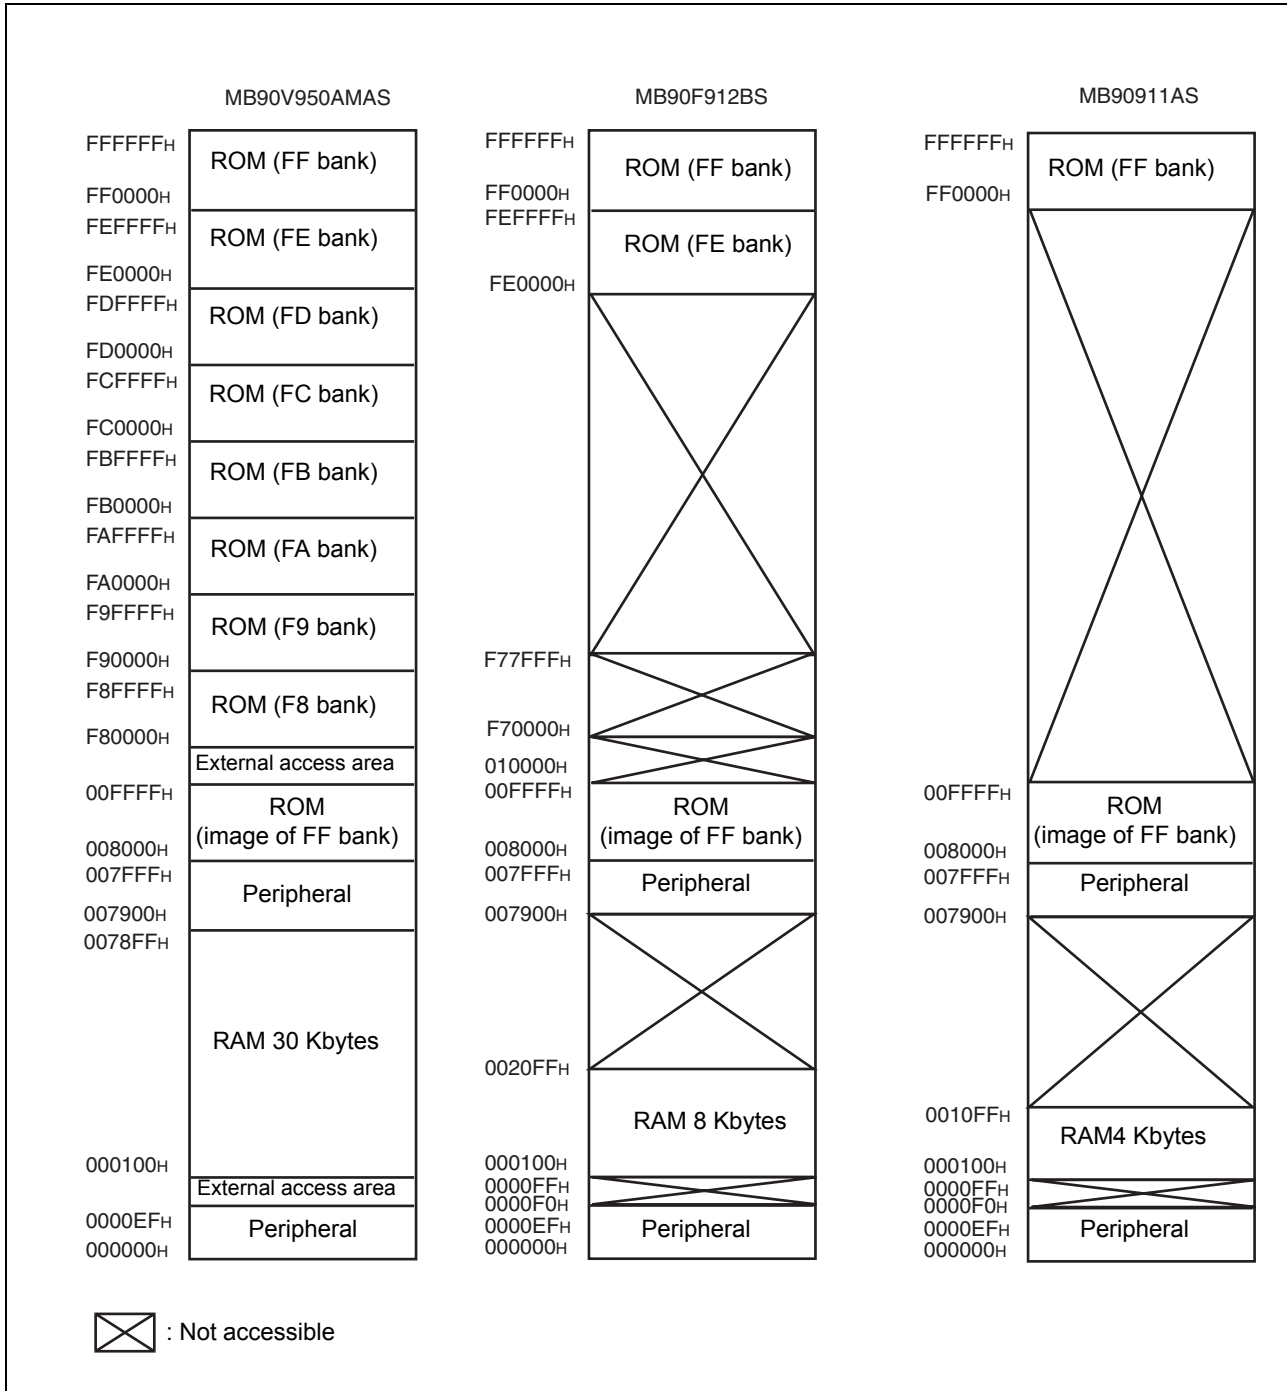 MB90V950AMAS
FFFFFFH
ROM (FF bank)
FF0000H
FEFFFFH
ROM (FE bank)
FE0000H
FDFFFFH
ROM (FD bank)
FD0000H
FCFFFFH
ROM (FC bank)
FC0000H
FBFFFFH
ROM (FB bank)
FB0000H
FAFFFFH
ROM (FA bank)
FA0000H
F9FFFFH
ROM (F9 bank)
F90000H
F8FFFFH
ROM (F8 bank)
F80000H
External access area
00FFFFH
ROM
(image of FF bank)
008000H
007FFFH
Peripheral
007900H
0078FFH
RAM 30 Kbytes
000100H
External access area
0000EFH
Peripheral
000000H
MB90F912BS
FFFFFFH
ROM (FF bank)
FF0000H
FEFFFFH
ROM (FE bank)
FE0000H
F77FFFH
F70000H
010000H
00FFFFH
ROM
(image of FF bank)
008000H
007FFFH
Peripheral
007900H
0020FFH
RAM 8 Kbytes
000100H
0000FFH
0000F0H
0000EFH
Peripheral
000000H
MB90911AS
FFFFFFH
ROM (FF bank)
FF0000H
00FFFFH
ROM
(image of FF bank)
008000H
007FFFH
Peripheral
007900H
0010FFH
RAM4 Kbytes
000100H
0000FFH
0000F0H
0000EFH
Peripheral
000000H
: Not accessible